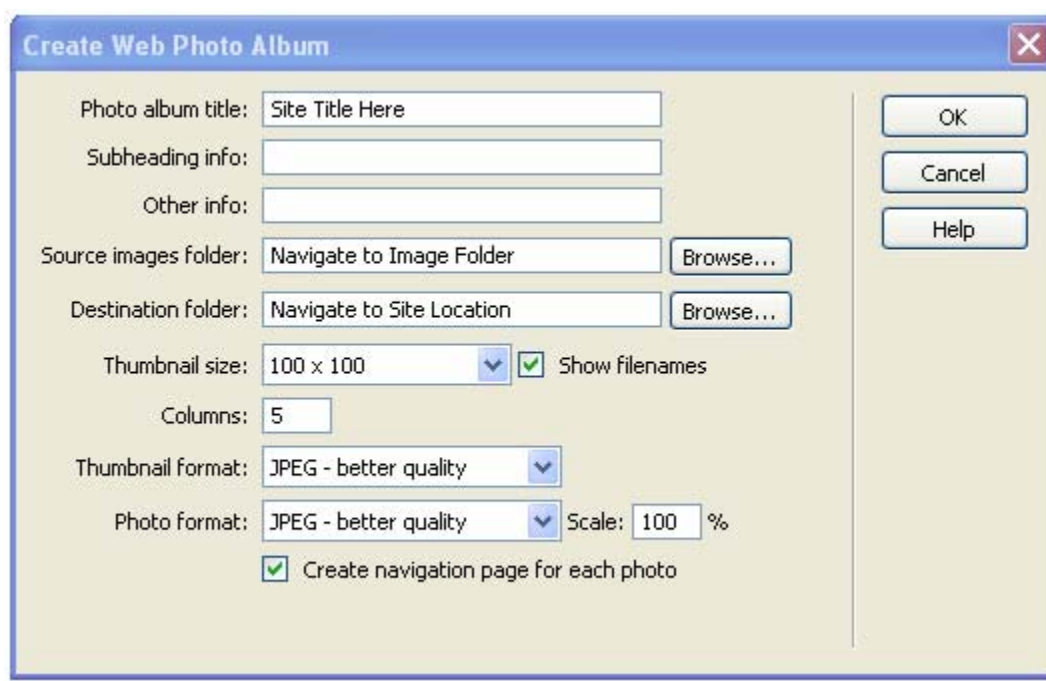 Create Web Photo Album
Photo album title: Site Title Here
OK
Subheading info:
Cancel
Other info:
Help
Source images folder: Navigate to Image Folder Browse...
Destination folder: Navigate to Site Location Browse...
Thumbnail size: 100 x 100 Show filenames
Columns: 5
Thumbnail format: JPEG - better quality
Photo format: JPEG - better quality Scale: 100 %
Create navigation page for each photo